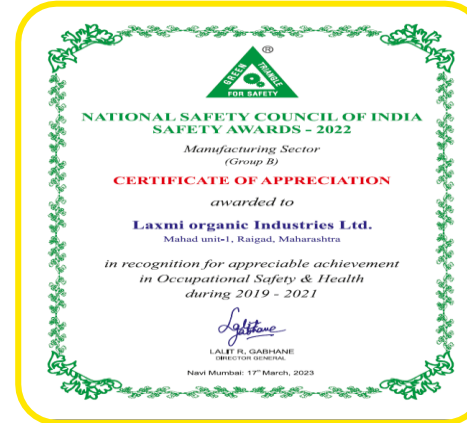 ®
GREEN TRIANGLE
FOR SAFETY
NATIONAL SAFETY COUNCIL OF INDIA
SAFETY AWARDS - 2022
Manufacturing Sector
(Group B)
CERTIFICATE OF APPRECIATION
awarded to
Laxmi organic Industries Ltd.
Mahad unit-1, Raigad, Maharashtra
in recognition for appreciable achievement
in Occupational Safety & Health
during 2019 - 2021
Lalit Gabhane
LALIT R, GABHANE
DIRECTOR GENERAL
Navi Mumbai: 17th March, 2023